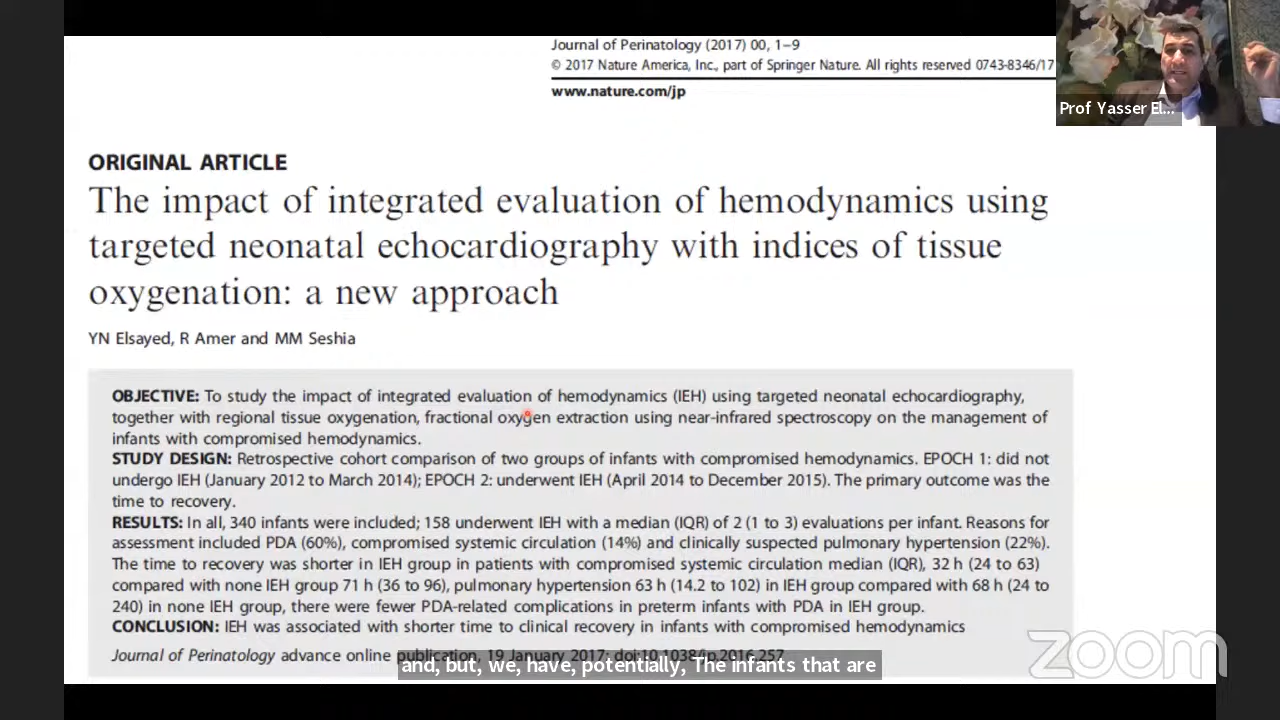 Journal of Perinatology (2017) 00, 1–9
© 2017 Nature America, Inc., part of Springer Nature. All rights reserved 0743-8346/17
www.nature.com/jp
Prof Yasser El...
ORIGINAL ARTICLE
The impact of integrated evaluation of hemodynamics using
targeted neonatal echocardiography with indices of tissue
oxygenation: a new approach
YN Elsayed, R Amer and MM Seshia
OBJECTIVE: To study the impact of integrated evaluation of hemodynamics (IEH) using targeted neonatal echocardiography,
together with regional tissue oxygenation, fractional oxygen extraction using near-infrared spectroscopy on the management of
infants with compromised hemodynamics.
STUDY DESIGN: Retrospective cohort comparison of two groups of infants with compromised hemodynamics. EPOCH 1: did not
undergo IEH (January 2012 to March 2014); EPOCH 2: underwent IEH (April 2014 to December 2015). The primary outcome was the
time to recovery.
RESULTS: In all, 340 infants were included; 158 underwent IEH with a median (IQR) of 2 (1 to 3) evaluations per infant. Reasons for
assessment included PDA (60%), compromised systemic circulation (14%) and clinically suspected pulmonary hypertension (22%).
The time to recovery was shorter in IEH group in patients with compromised systemic circulation median (IQR), 32 h (24 to 63)
compared with none IEH group 71 h (36 to 96), pulmonary hypertension 63 h (14.2 to 102) in IEH group compared with 68 h (24 to
240) in none IEH group, there were fewer PDA-related complications in preterm infants with PDA in IEH group.
CONCLUSION: IEH was associated with shorter time to clinical recovery in infants with compromised hemodynamics
Journal of Perinatology advance online publication, 19 January 2017; doi:10.1038/jp.2016.257
and, but, we, have, potentially, The infants that are
zoom